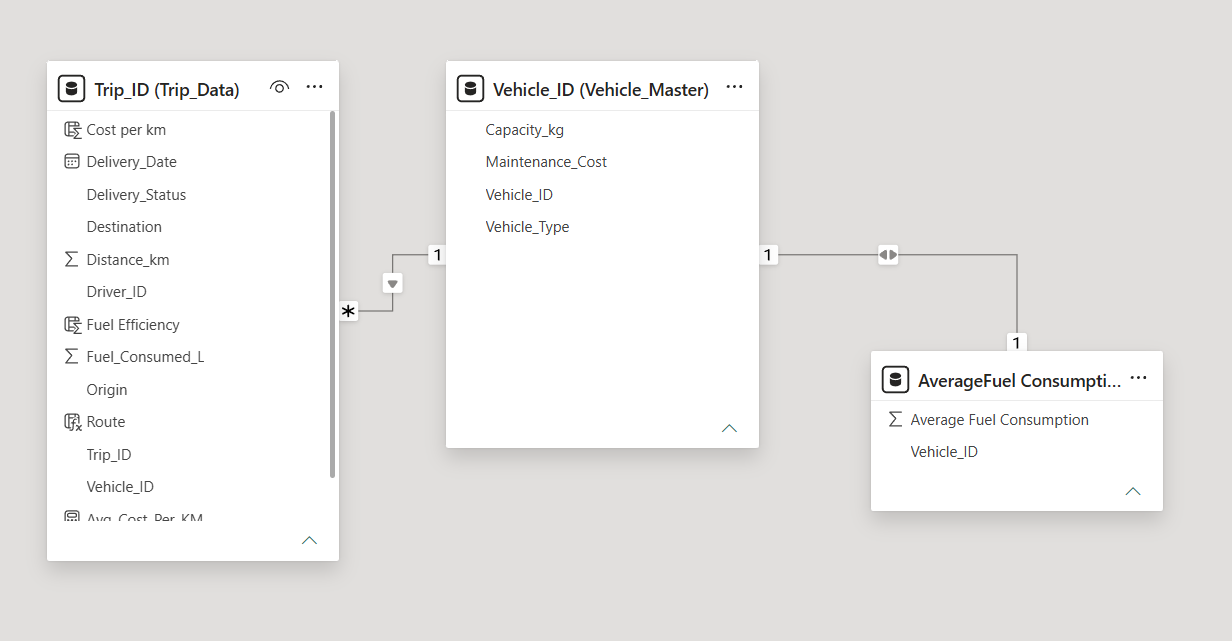 Trip_ID (Trip_Data)
Cost per km
Delivery_Date
Delivery_Status
Destination
Distance_km
Driver_ID
Fuel Efficiency
Fuel_Consumed_L
Origin
Route
Trip_ID
Vehicle_ID
Avg_Cost_Per_KM
*
1
Vehicle_ID (Vehicle_Master)
Capacity_kg
Maintenance_Cost
Vehicle_ID
Vehicle_Type
1
1
AverageFuel Consumpti...
Average Fuel Consumption
Vehicle_ID